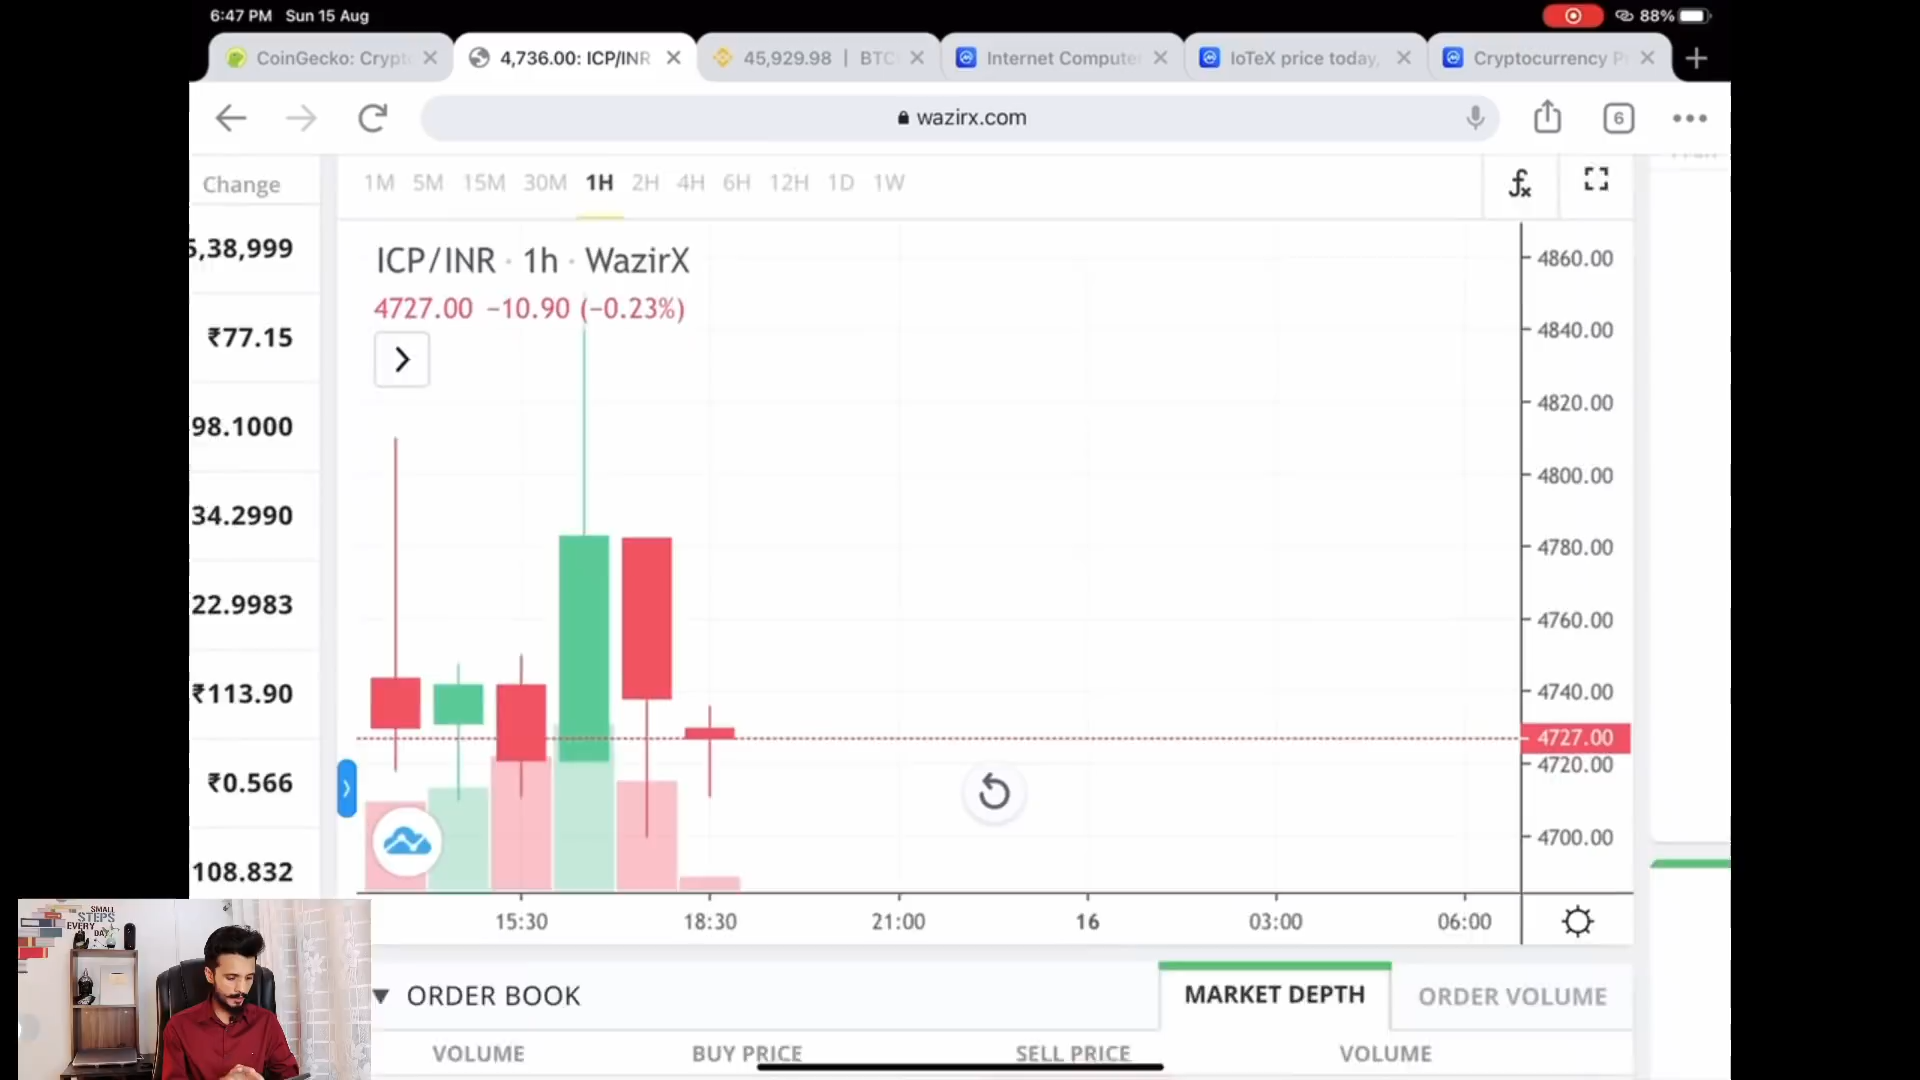 6:47 PM Sun 15 Aug
88%
CoinGecko: Crypt
4,736.00: ICP/INR
45,929.98 | BTC
Internet Compute
IoTeX price today,
Cryptocurrency P
wazirx.com
6
Change
1M 5M 15M 30M 1H 2H 4H 6H 12H 1D 1W
fx
5,38,999
₹77.15
98.1000
34.2990
22.9983
₹113.90
₹0.566
108.832
ICP/INR · 1h · WazirX
4727.00 −10.90 (−0.23%)
4860.00
4840.00
4820.00
4800.00
4780.00
4760.00
4740.00
4727.00
4720.00
4700.00
15:30 18:30 21:00 16 03:00 06:00
ORDER BOOK
MARKET DEPTH
ORDER VOLUME
VOLUME BUY PRICE SELL PRICE VOLUME
SMALL
STEPS
EVERY
DAY